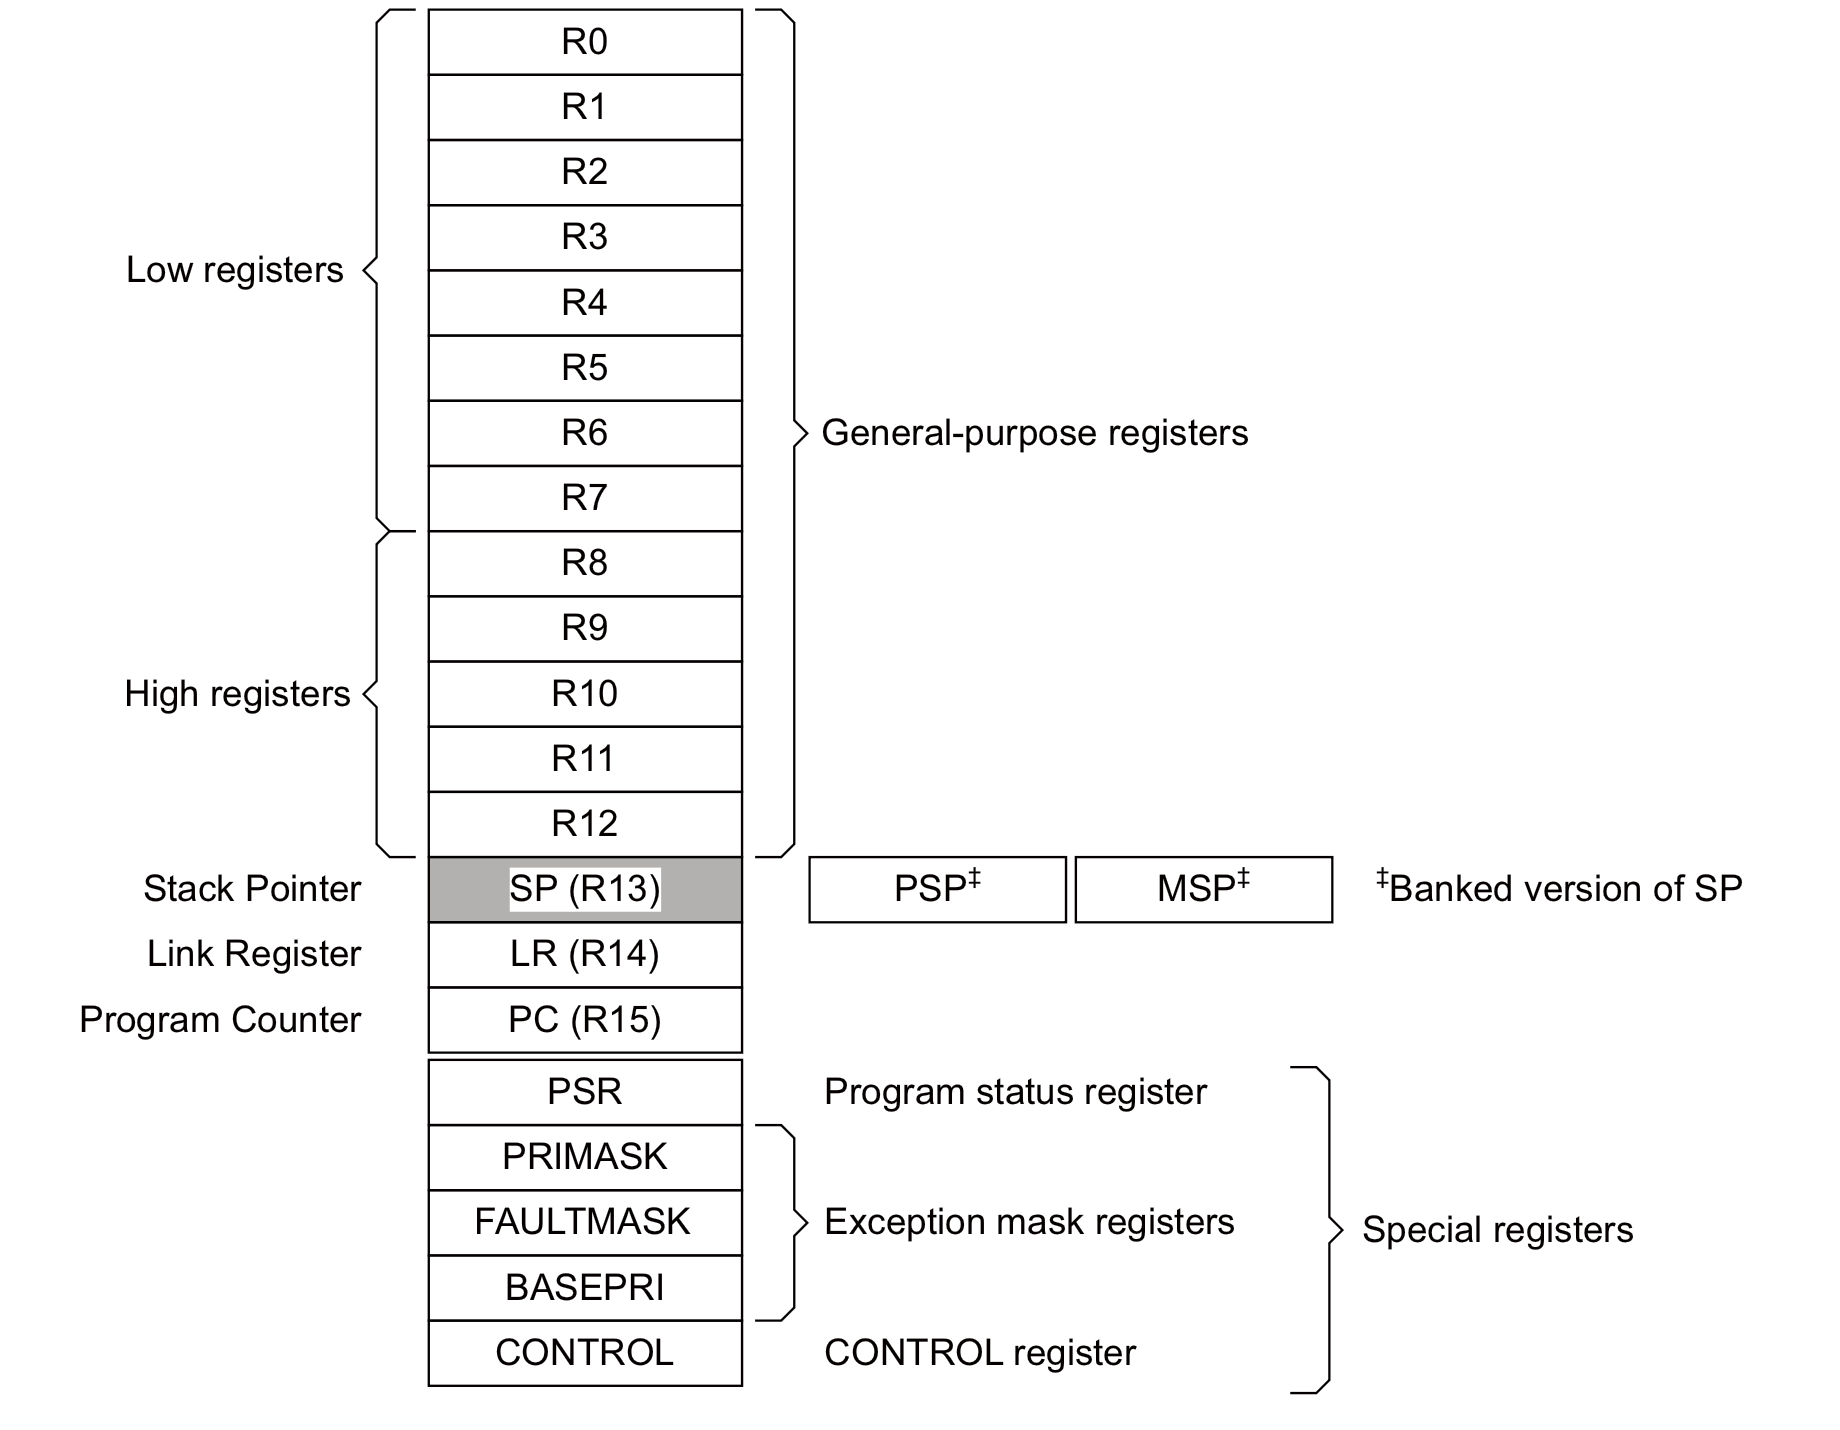 R0
R1
R2
R3
Low registers
R4
R5
R6
General-purpose registers
R7
R8
R9
High registers
R10
R11
R12
Stack Pointer SP (R13) PSP‡ MSP‡ ‡Banked version of SP
Link Register LR (R14)
Program Counter PC (R15)
PSR Program status register
PRIMASK
FAULTMASK Exception mask registers Special registers
BASEPRI
CONTROL CONTROL register